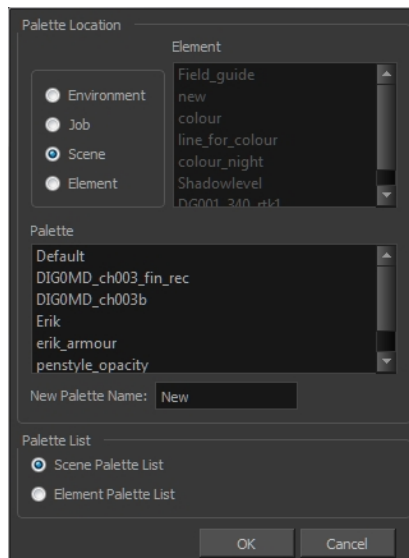 Palette Location
Element
Environment
Job
Scene
Element
Field_guide
new
colour
line_for_colour
colour_night
Shadowlevel
DG001_340_rtk1
Palette
Default
DIG0MD_ch003_fin_rec
DIG0MD_ch003b
Erik
erik_armour
penstyle_opacity
New Palette Name: New
Palette List
Scene Palette List
Element Palette List
OK Cancel